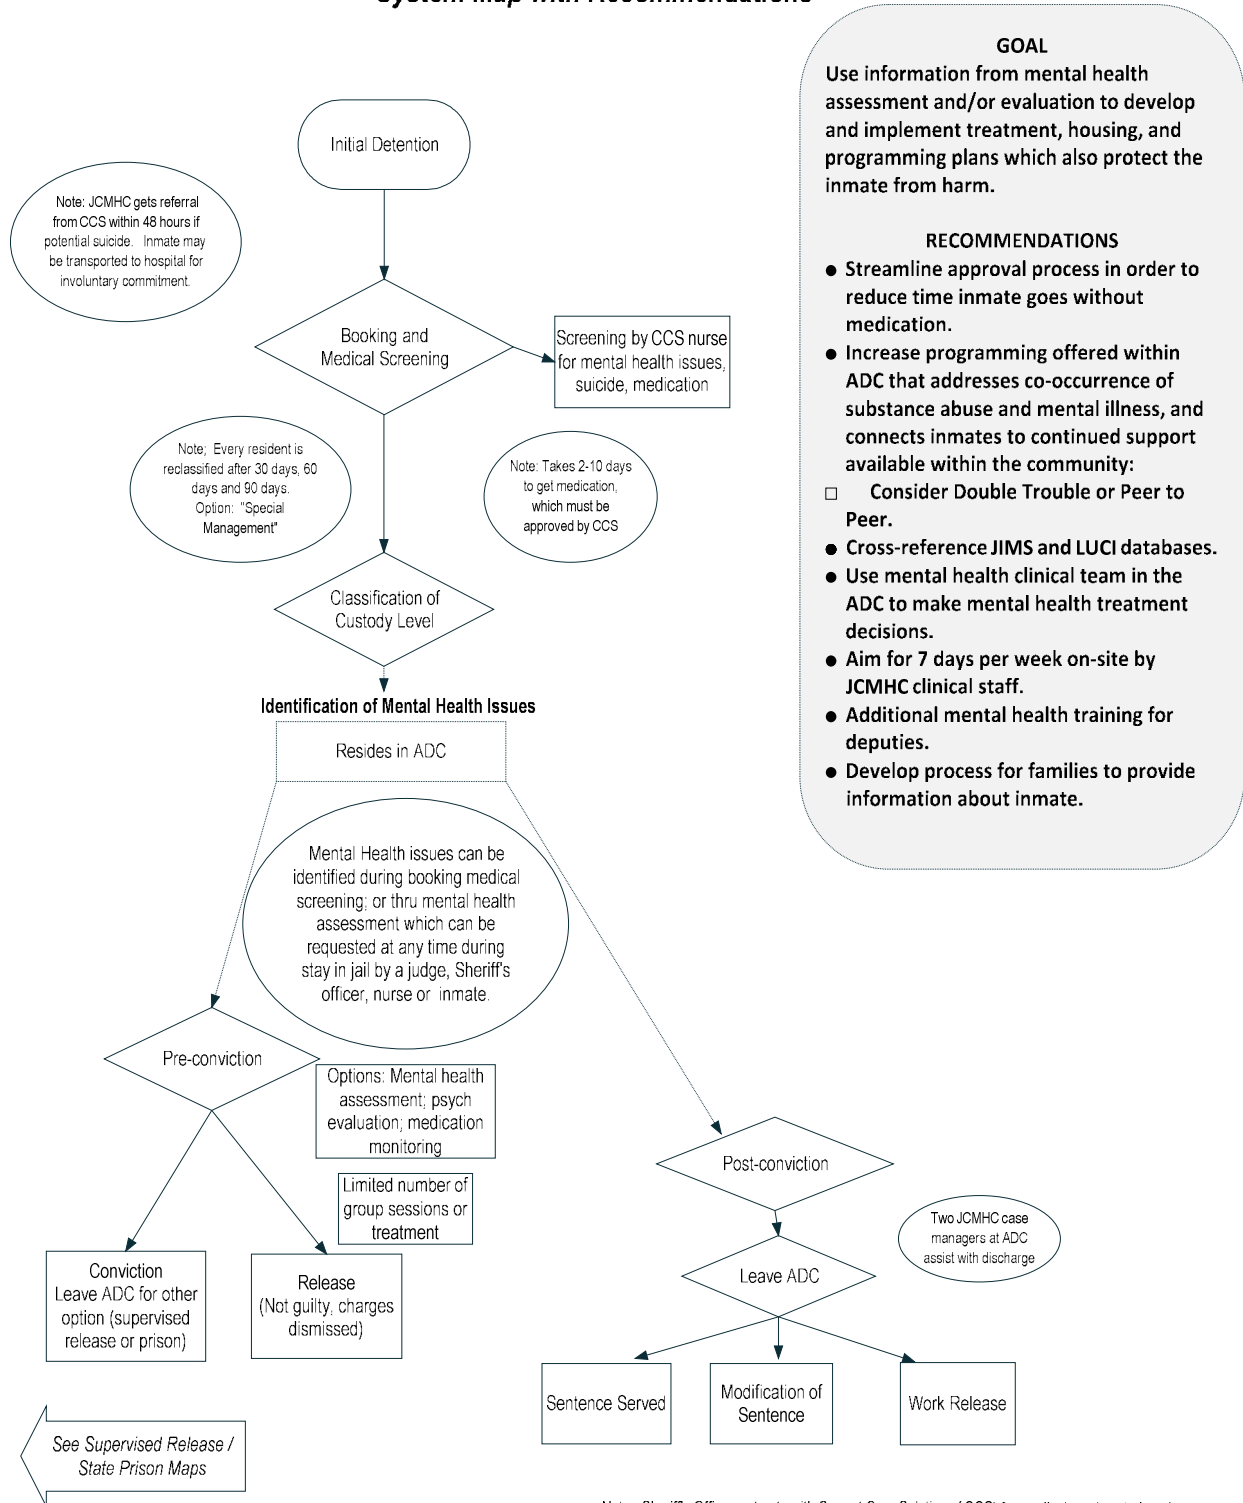 System Map with Recommendations
GOAL
Use information from mental health
assessment and/or evaluation to develop
and implement treatment, housing, and
programming plans which also protect the
inmate from harm.
RECOMMENDATIONS
● Streamline approval process in order to
reduce time inmate goes without
medication.
● Increase programming offered within
ADC that addresses co-occurrence of
substance abuse and mental illness, and
connects inmates to continued support
available within the community:
□ Consider Double Trouble or Peer to
Peer.
● Cross-reference JIMS and LUCI databases.
● Use mental health clinical team in the
ADC to make mental health treatment
decisions.
● Aim for 7 days per week on-site by
JCMHC clinical staff.
● Additional mental health training for
deputies.
● Develop process for families to provide
information about inmate.
Initial Detention
Note: JCMHC gets referral
from CCS within 48 hours if
potential suicide. Inmate may
be transported to hospital for
involuntary commitment.
Booking and
Medical Screening
Screening by CCS nurse
for mental health issues,
suicide, medication
Note; Every resident is
reclassified after 30 days, 60
days and 90 days.
Option: "Special
Management"
Note: Takes 2-10 days
to get medication,
which must be
approved by CCS
Classification of
Custody Level
Identification of Mental Health Issues
Resides in ADC
Mental Health issues can be
identified during booking medical
screening; or thru mental health
assessment which can be
requested at any time during
stay in jail by a judge, Sheriff's
officer, nurse or inmate.
Pre-conviction
Options: Mental health
assessment; psych
evaluation; medication
monitoring
Limited number of
group sessions or
treatment
Post-conviction
Two JCMHC case
managers at ADC
assist with discharge
Leave ADC
Conviction
Leave ADC for other
option (supervised
release or prison)
Release
(Not guilty, charges
dismissed)
Sentence Served
Modification of
Sentence
Work Release
See Supervised Release /
State Prison Maps